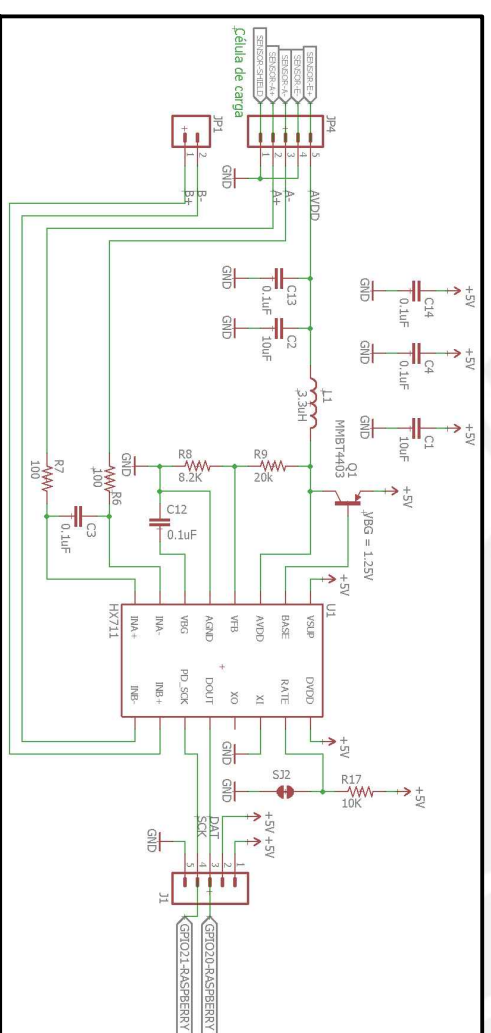 Célula de carga
SENSOR-SHIELD
SENSOR-A+
SENSOR-A-
SENSOR-E-
SENSOR-E+
JP4
1
2
3
4
5
JP1
1
2
GND
A+
A-
AVDD
B+
B-
+5V
C14
0.1uF
GND
+5V
C4
0.1uF
GND
+5V
C1
10uF
GND
C13
0.1uF
GND
C2
10uF
GND
L1
3.3uH
MMBT4403
Q1
+5V
VBG = 1.25V
R9
20k
R8
8.2K
GND
C12
0.1uF
R6
100
R7
100
C3
0.1uF
+5V
U1
HX711
VSUP
BASE
AVDD
VFB
AGND
VBG
INA-
INA+
DVDD
RATE
XI
XO
DOUT
PD_SCK
INB+
INB-
+5V
GND
SJ2
GND
R17
10K
+5V
+5V
+5V
DAT
SCK
GND
1
2
3
4
5
J1
GPIO20-RASPBERRY
GPIO21-RASPBERRY